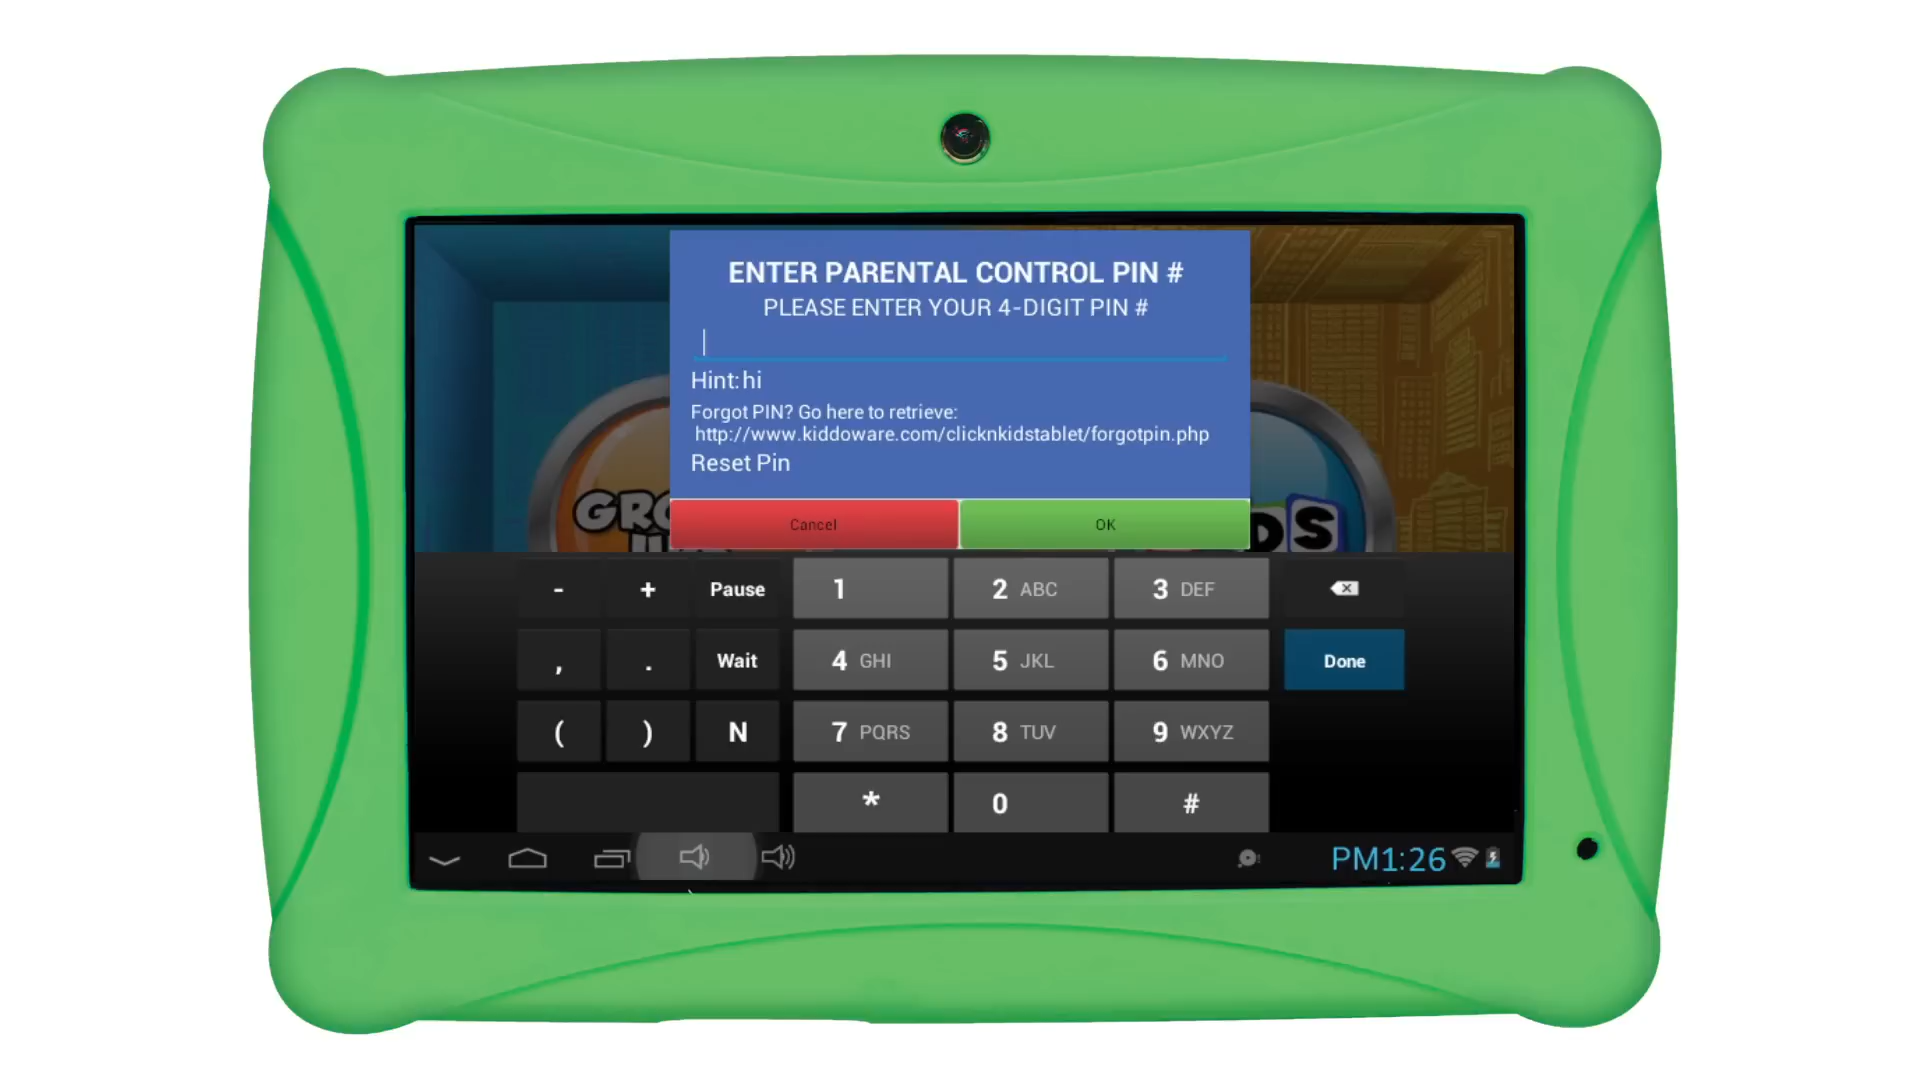 ENTER PARENTAL CONTROL PIN #
PLEASE ENTER YOUR 4-DIGIT PIN #
Hint: hi
Forgot PIN? Go here to retrieve:
http://www.kiddoware.com/clicknkidstablet/forgotpin.php
Reset Pin
Cancel OK
- + Pause 1 2 ABC 3 DEF
, . Wait 4 GHI 5 JKL 6 MNO Done
( ) N 7 PQRS 8 TUV 9 WXYZ
* 0 #
PM1:26